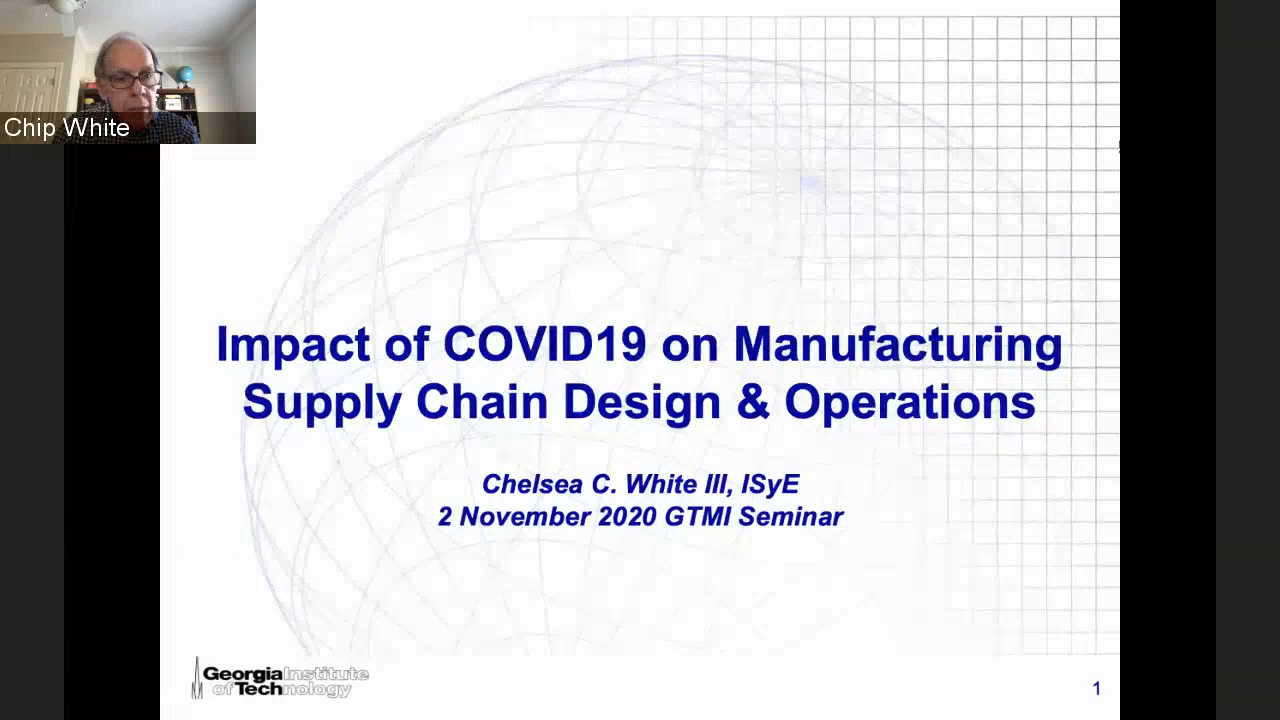 Chip White
Impact of COVID19 on Manufacturing
Supply Chain Design & Operations
Chelsea C. White III, ISyE
2 November 2020 GTMI Seminar
Georgia Institute
of Technology
1